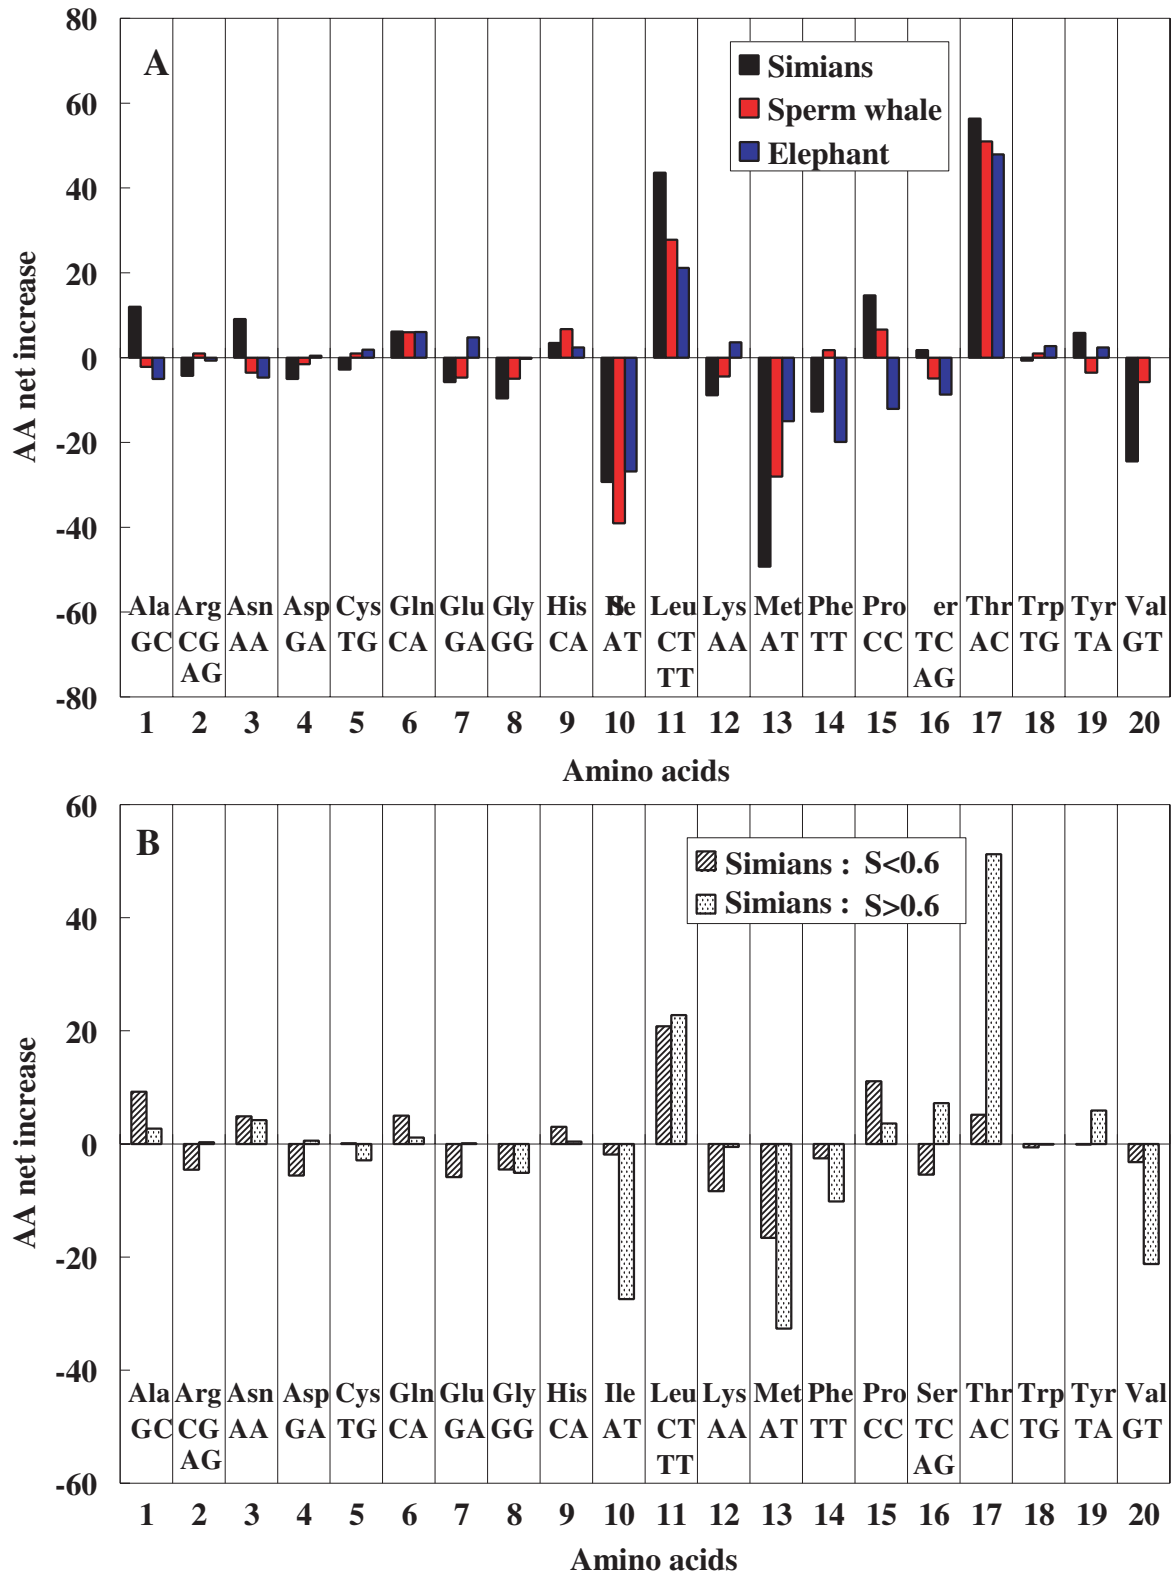 80
60
40
20
0
-20
-40
-60
-80
AA net increase
A
Simians
Sperm whale
Elephant
Ala Arg Asn Asp Cys Gln Glu Gly His Ile S Leu Lys Met Phe Pro er Thr Trp Tyr Val
GC CG AA GA TG CA GA GG CA AT CT AA AT TT CC TC AC TG TA GT
AG TT AG
1 2 3 4 5 6 7 8 9 10 11 12 13 14 15 16 17 18 19 20
Amino acids
60
40
20
0
-20
-40
-60
AA net increase
B
Simians : S<0.6
Simians : S>0.6
Ala Arg Asn Asp Cys Gln Glu Gly His Ile Leu Lys Met Phe Pro Ser Thr Trp Tyr Val
GC CG AA GA TG CA GA GG CA AT CT AA AT TT CC TC AC TG TA GT
AG TT AG
1 2 3 4 5 6 7 8 9 10 11 12 13 14 15 16 17 18 19 20
Amino acids